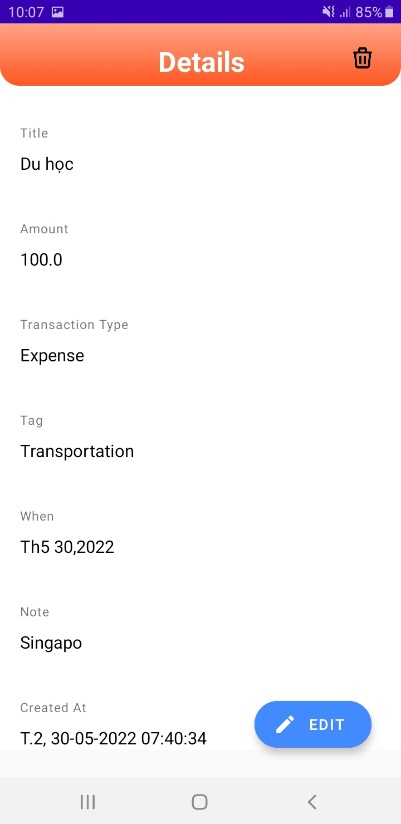 10:07
85%
Details
Title
Du học
Amount
100.0
Transaction Type
Expense
Tag
Transportation
When
Th5 30,2022
Note
Singapo
Created At
T.2, 30-05-2022 07:40:34
EDIT